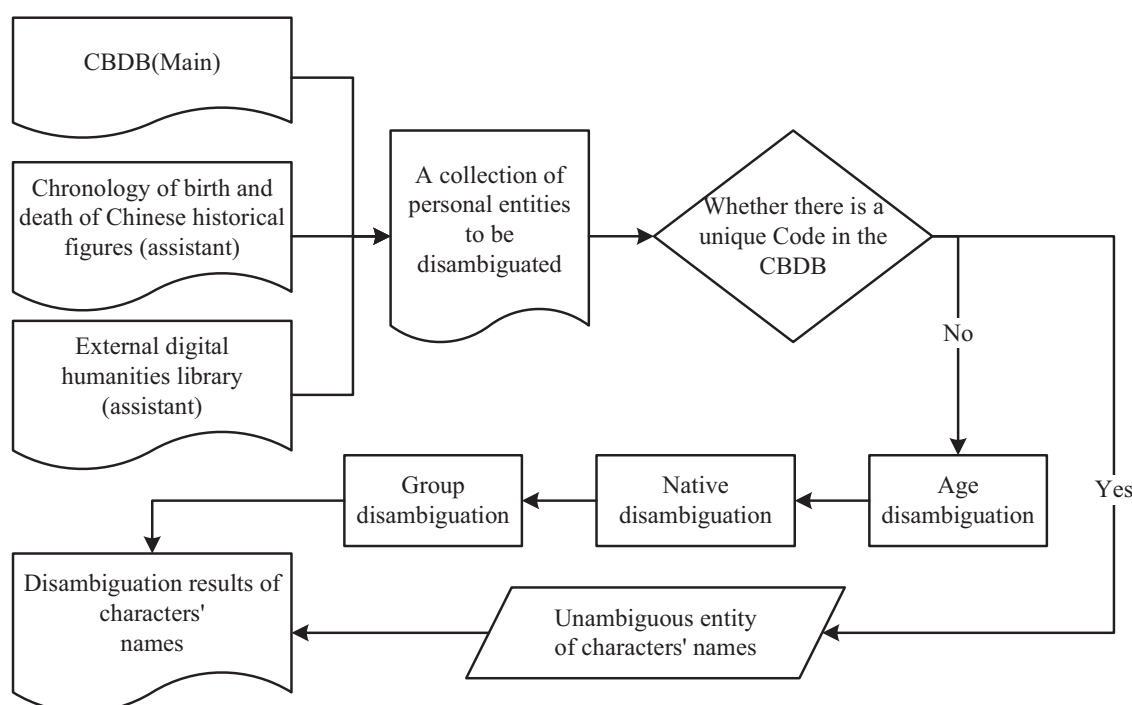 CBDB(Main)
Chronology of birth and
death of Chinese historical
figures (assistant)
External digital
humanities library
(assistant)
A collection of
personal entities
to be
disambiguated
Whether there is a
unique Code in the
CBDB
No
Yes
Age
disambiguation
Native
disambiguation
Group
disambiguation
Unambiguous entity
of characters' names
Disambiguation results of
characters'
names